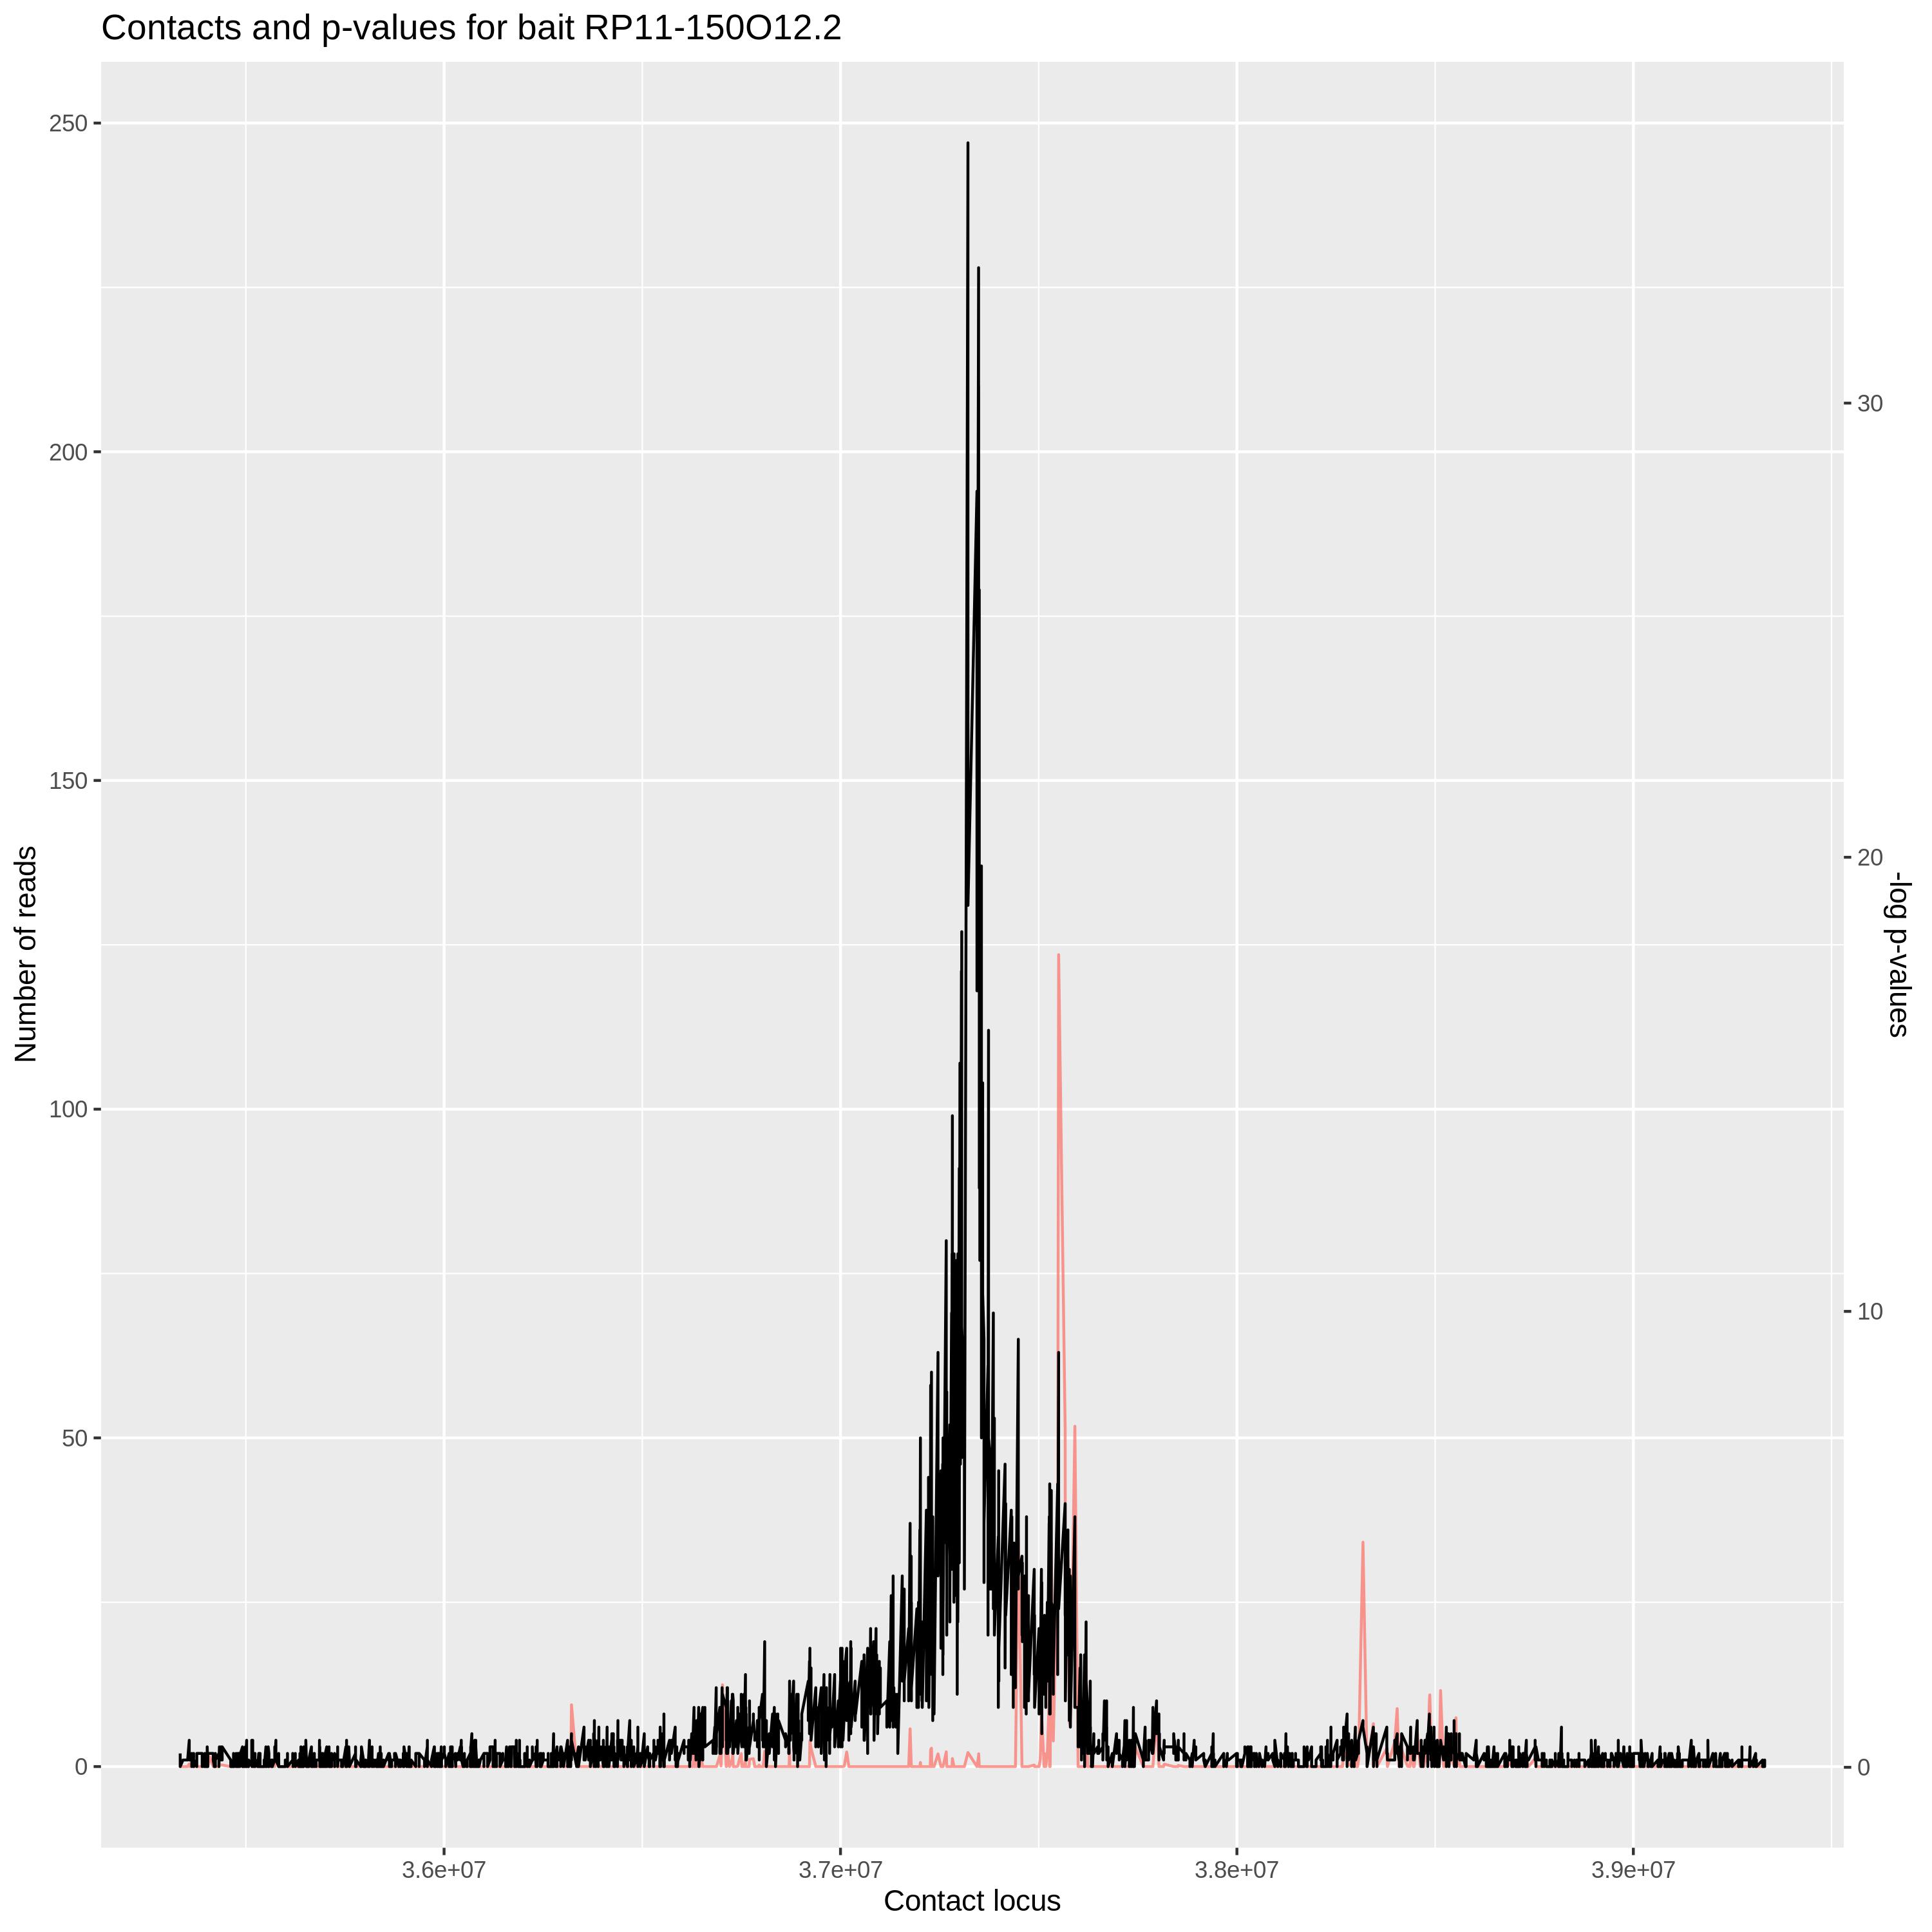 Contacts and p-values for bait RP11-150O12.2
250
200
150
100
50
0
Number of reads
30
20
10
0
-log p-values
3.6e+07 3.7e+07 3.8e+07 3.9e+07
Contact locus